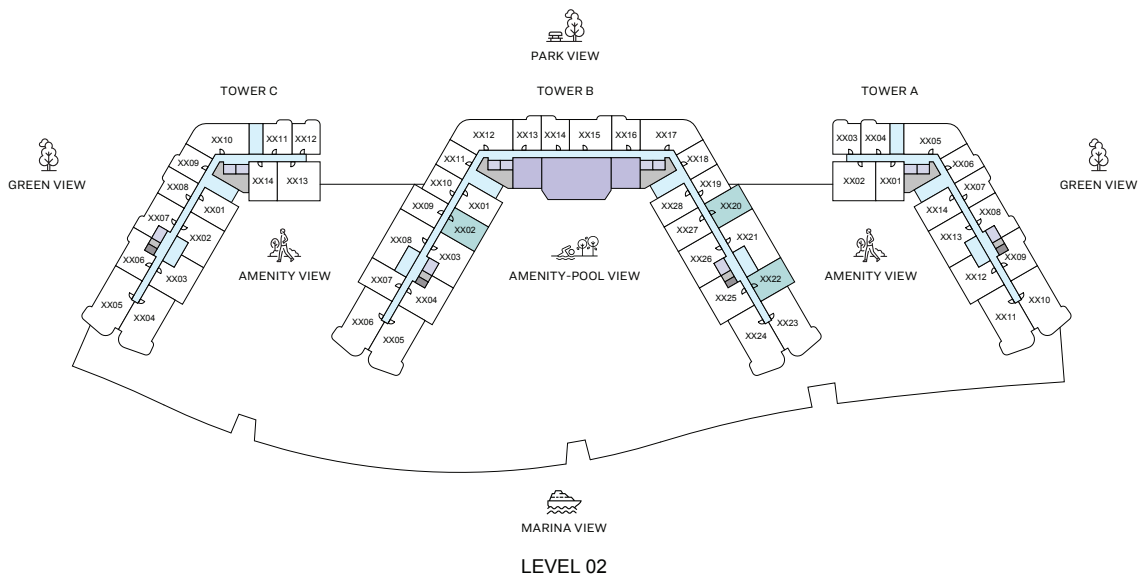 PARK VIEW
TOWER C
TOWER B
TOWER A
GREEN VIEW
GREEN VIEW
XX10
XX11
XX12
XX09
XX08
XX07
XX06
XX05
XX04
XX03
XX02
XX01
XX14
XX13
AMENITY VIEW
XX12
XX13
XX14
XX15
XX16
XX17
XX11
XX10
XX09
XX08
XX07
XX06
XX05
XX04
XX03
XX02
XX01
AMENITY-POOL VIEW
XX18
XX19
XX20
XX21
XX22
XX23
XX24
XX25
XX26
XX27
XX28
AMENITY VIEW
XX03
XX04
XX05
XX02
XX01
XX06
XX07
XX08
XX09
XX10
XX11
XX12
XX13
XX14
MARINA VIEW
LEVEL 02